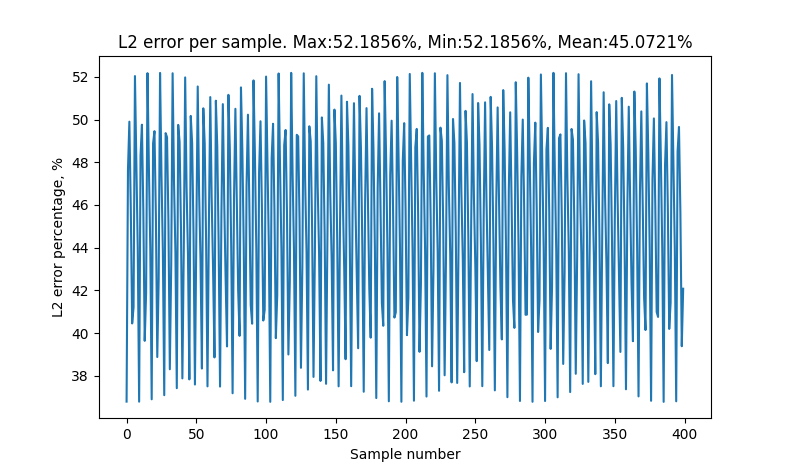 L2 error per sample. Max:52.1856%, Min:52.1856%, Mean:45.0721%
52
50
48
46
44
42
40
38
L2 error percentage, %
0 50 100 150 200 250 300 350 400
Sample number